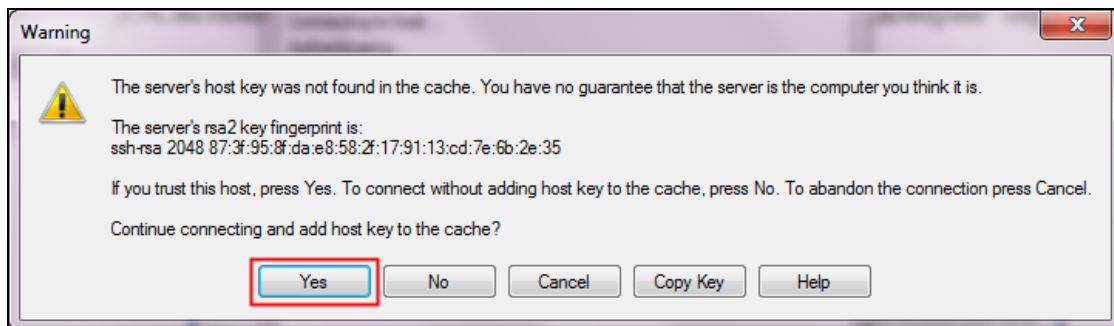 Warning
The server's host key was not found in the cache. You have no guarantee that the server is the computer you think it is.
The server's rsa2 key fingerprint is:
ssh-rsa 2048 87:3f:95:8f:da:e8:58:2f:17:91:13:cd:7e:6b:2e:35
If you trust this host, press Yes. To connect without adding host key to the cache, press No. To abandon the connection press Cancel.
Continue connecting and add host key to the cache?
Yes No Cancel Copy Key Help